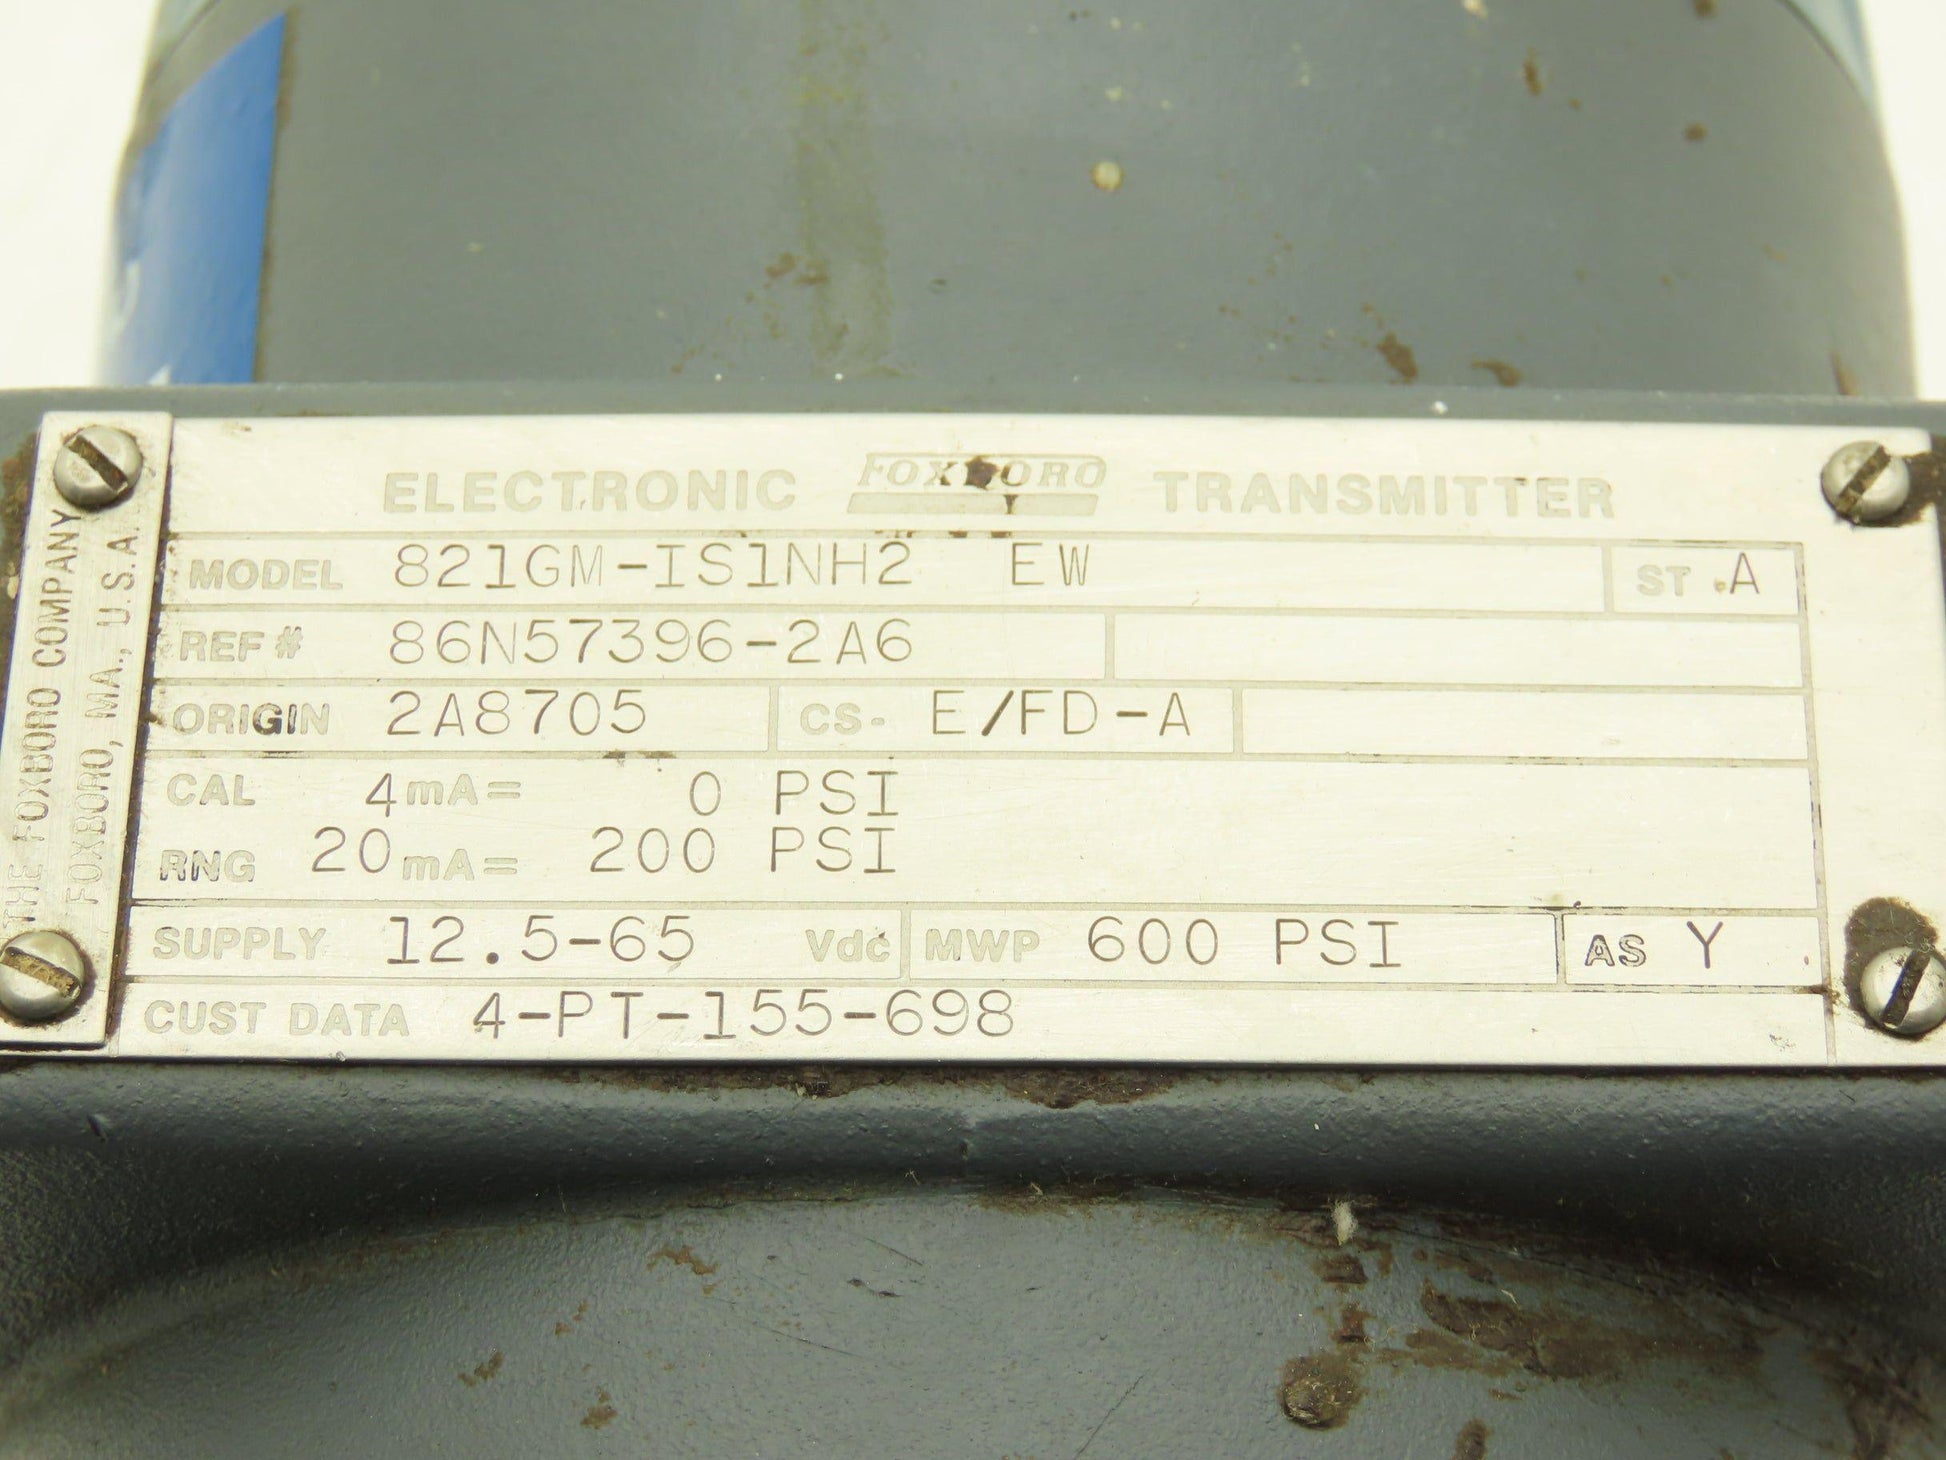 THE FOXBORO COMPANY
FOXBORO, MA., U.S.A.
ELECTRONIC FOXBORO TRANSMITTER
MODEL 821GM-IS1NH2 EW ST .A
REF # 86N57396-2A6
ORIGIN 2A8705 CS- E/FD-A
CAL 4mA= 0 PSI
RNG 20mA= 200 PSI
SUPPLY 12.5-65 Vdc MWP 600 PSI AS Y
CUST DATA 4-PT-155-698